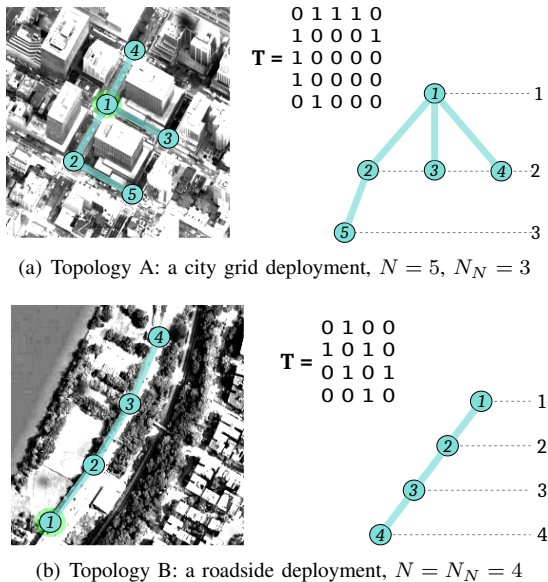 4
1
3
2
5
0 1 1 1 0
1 0 0 0 1
T = 1 0 0 0 0
1 0 0 0 0
0 1 0 0 0
1 1
2 3 4 2
5 3
(a) Topology A: a city grid deployment, N = 5, N_N = 3
4
3
2
1
0 1 0 0
1 0 1 0
T = 0 1 0 1
0 0 1 0
1 1
2 2
3 3
4 4
(b) Topology B: a roadside deployment, N = N_N = 4